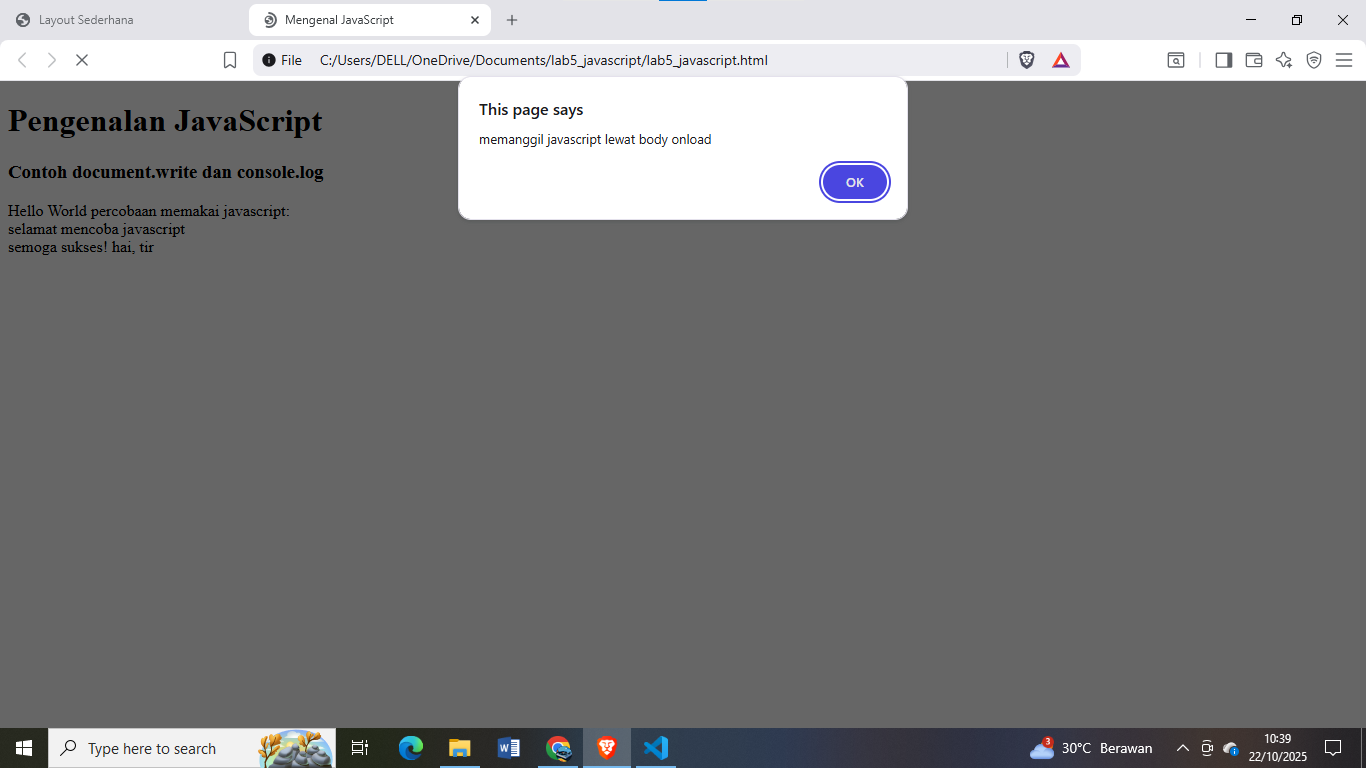 Layout Sederhana
Mengenal JavaScript
File C:/Users/DELL/OneDrive/Documents/lab5_javascript/lab5_javascript.html
This page says
memanggil javascript lewat body onload
OK
Pengenalan JavaScript
Contoh document.write dan console.log
Hello World percobaan memakai javascript:
selamat mencoba javascript
semoga sukses! hai, tir
Type here to search
3
30°C Berawan
10:39
22/10/2025